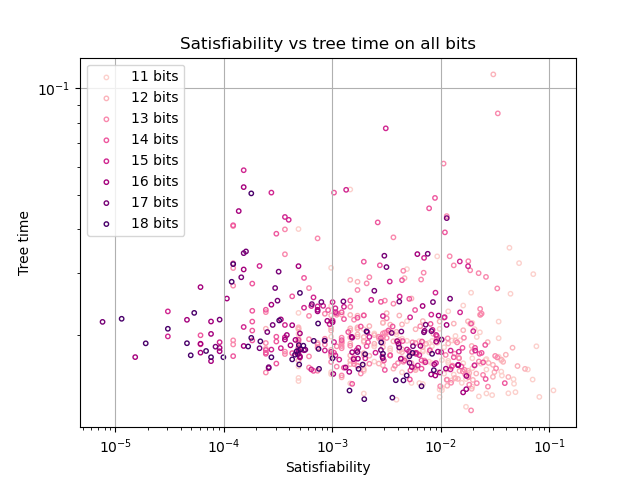 Satisfiability vs tree time on all bits
11 bits
12 bits
13 bits
14 bits
15 bits
16 bits
17 bits
18 bits
10⁻¹
Tree time
10⁻⁵ 10⁻⁴ 10⁻³ 10⁻² 10⁻¹
Satisfiability